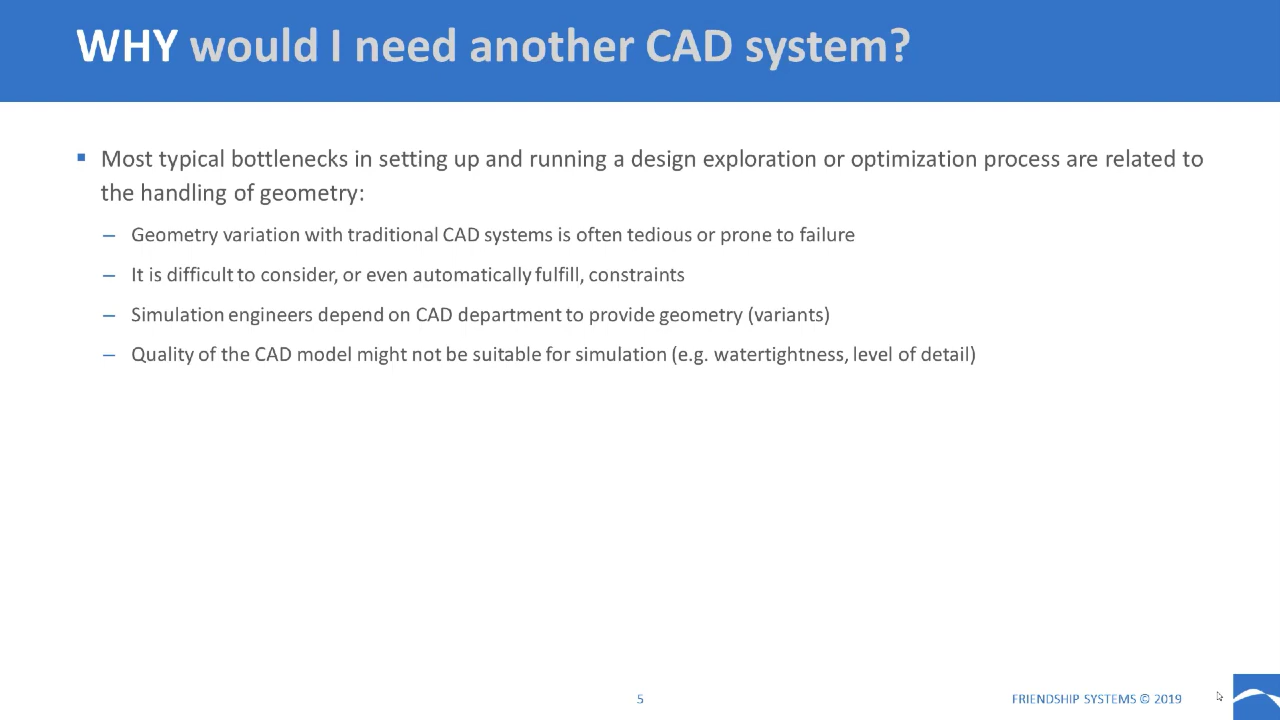 WHY would I need another CAD system?
▪ Most typical bottlenecks in setting up and running a design exploration or optimization process are related to
the handling of geometry:
– Geometry variation with traditional CAD systems is often tedious or prone to failure
– It is difficult to consider, or even automatically fulfill, constraints
– Simulation engineers depend on CAD department to provide geometry (variants)
– Quality of the CAD model might not be suitable for simulation (e.g. watertightness, level of detail)
5
FRIENDSHIP SYSTEMS © 2019